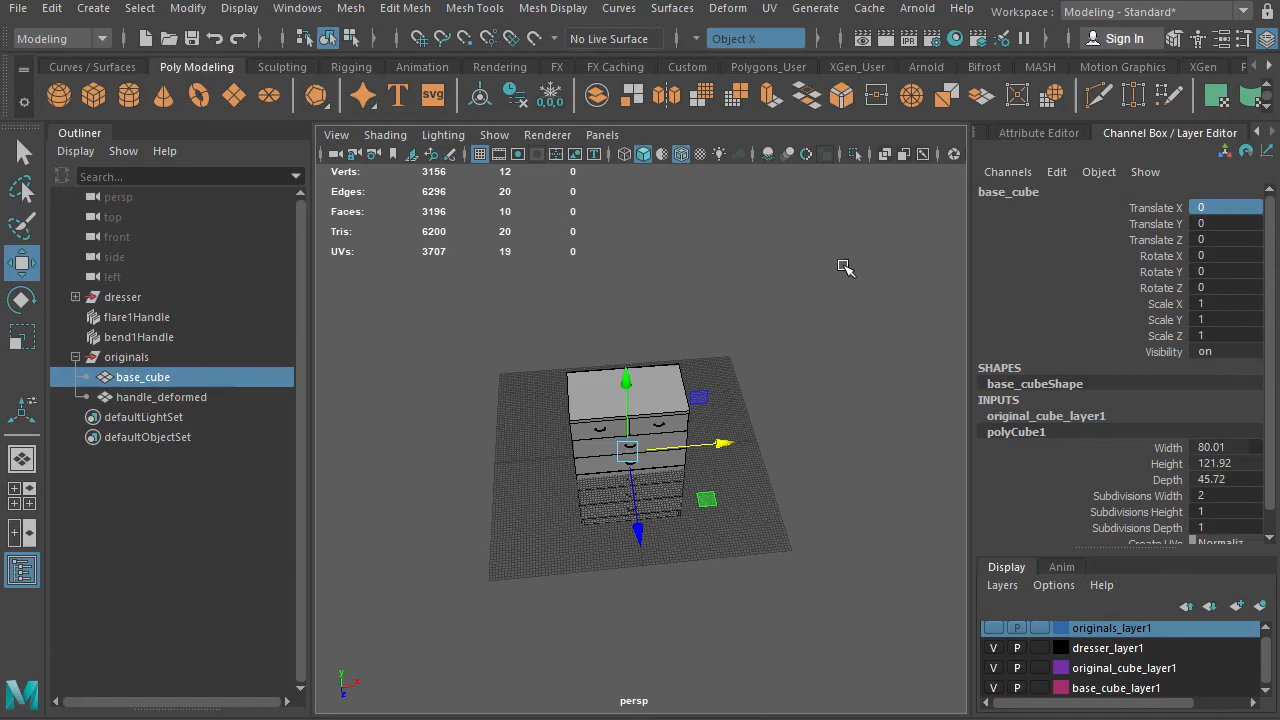 File Edit Create Select Modify Display Windows Mesh Edit Mesh Mesh Tools Mesh Display Curves Surfaces Deform UV Generate Cache Arnold Help Workspace : Modeling - Standard*
Modeling No Live Surface Object X Sign In
Curves / Surfaces Poly Modeling Sculpting Rigging Animation Rendering FX FX Caching Custom Polygons_User XGen_User Arnold Bifrost MASH Motion Graphics XGen
T svg 0,0,0
Outliner
Display Show Help
Search...
persp
top
front
side
left
dresser
flare1Handle
bend1Handle
originals
base_cube
handle_deformed
defaultLightSet
defaultObjectSet
View Shading Lighting Show Renderer Panels
Verts: 3156 12 0
Edges: 6296 20 0
Faces: 3196 10 0
Tris: 6200 20 0
UVs: 3707 19 0
y
x
z
persp
Attribute Editor Channel Box / Layer Editor
Channels Edit Object Show
base_cube
Translate X 0
Translate Y 0
Translate Z 0
Rotate X 0
Rotate Y 0
Rotate Z 0
Scale X 1
Scale Y 1
Scale Z 1
Visibility on
SHAPES
base_cubeShape
INPUTS
original_cube_layer1
polyCube1
Width 80.01
Height 121.92
Depth 45.72
Subdivisions Width 2
Subdivisions Height 1
Subdivisions Depth 1
Display Anim
Layers Options Help
P originals_layer1
V P dresser_layer1
V P original_cube_layer1
V P base_cube_layer1